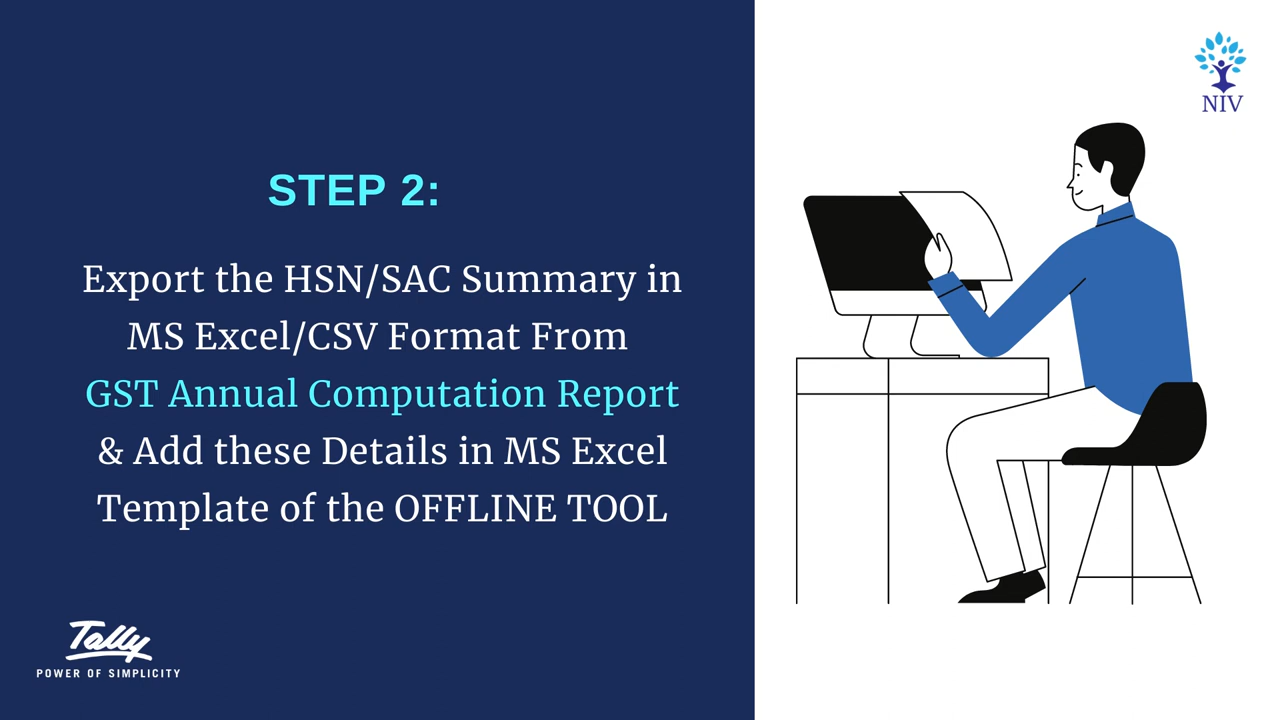 NIV
STEP 2:
Export the HSN/SAC Summary in
MS Excel/CSV Format From
GST Annual Computation Report
& Add these Details in MS Excel
Template of the OFFLINE TOOL
Tally
POWER OF SIMPLICITY